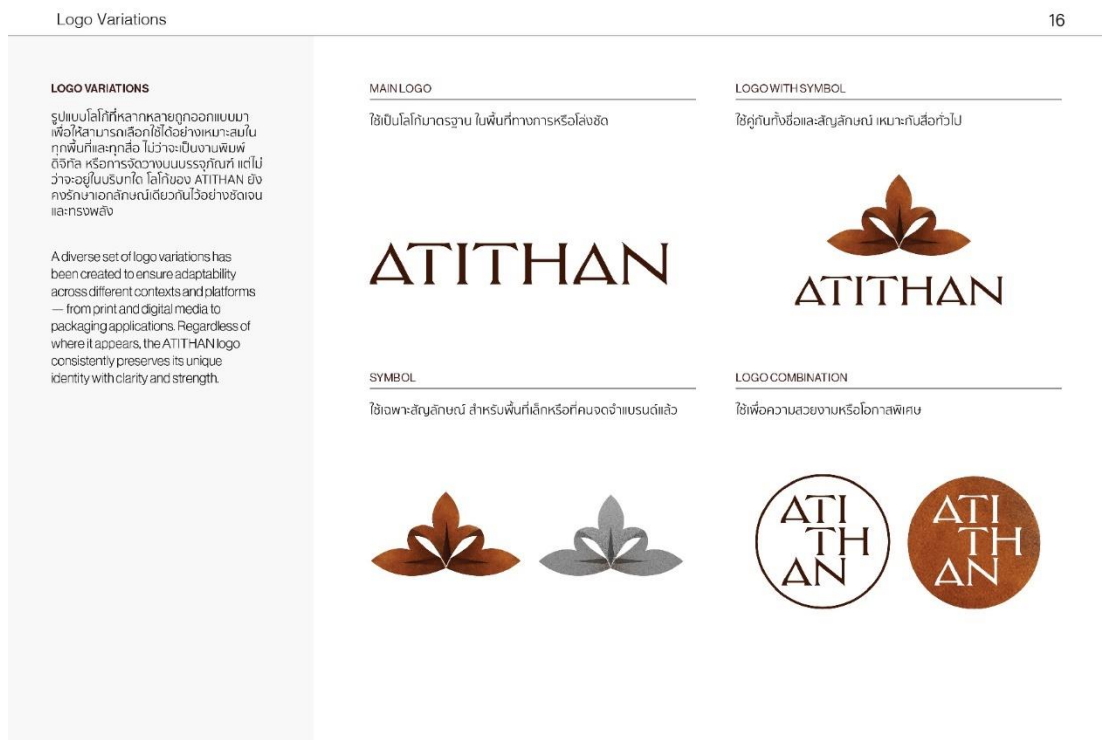 Logo Variations
16
LOGO VARIATIONS
รูปแบบโลโก้ที่หลากหลายถูกออกแบบมา
เพื่อให้สามารถเลือกใช้ได้อย่างเหมาะสมใน
ทุกพื้นที่และทุกสื่อ ไม่ว่าจะเป็นงานพิมพ์
ดิจิทัล หรือการจัดวางบนบรรจุภัณฑ์ แต่ไม่
ว่าจะอยู่ในบริบทใด โลโก้ของ ATITHAN ยัง
คงรักษาเอกลักษณ์เดียวกันไว้อย่างชัดเจน
และทรงพลัง
A diverse set of logo variations has
been created to ensure adaptability
across different contexts and platforms
— from print and digital media to
packaging applications. Regardless of
where it appears, the ATITHAN logo
consistently preserves its unique
identity with clarity and strength.
MAIN LOGO
ใช้เป็นโลโก้มาตรฐาน ในพื้นที่ทางการหรือโล่งชัด
ATITHAN
LOGO WITH SYMBOL
ใช้คู่กันทั้งชื่อและสัญลักษณ์ เหมาะกับสื่อทั่วไป
ATITHAN
SYMBOL
ใช้เฉพาะสัญลักษณ์ สำหรับพื้นที่เล็กหรือที่คนจดจำแบรนด์แล้ว
LOGO COMBINATION
ใช้เพื่อความสวยงามหรือโอกาสพิเศษ
ATI
TH
AN
ATI
TH
AN